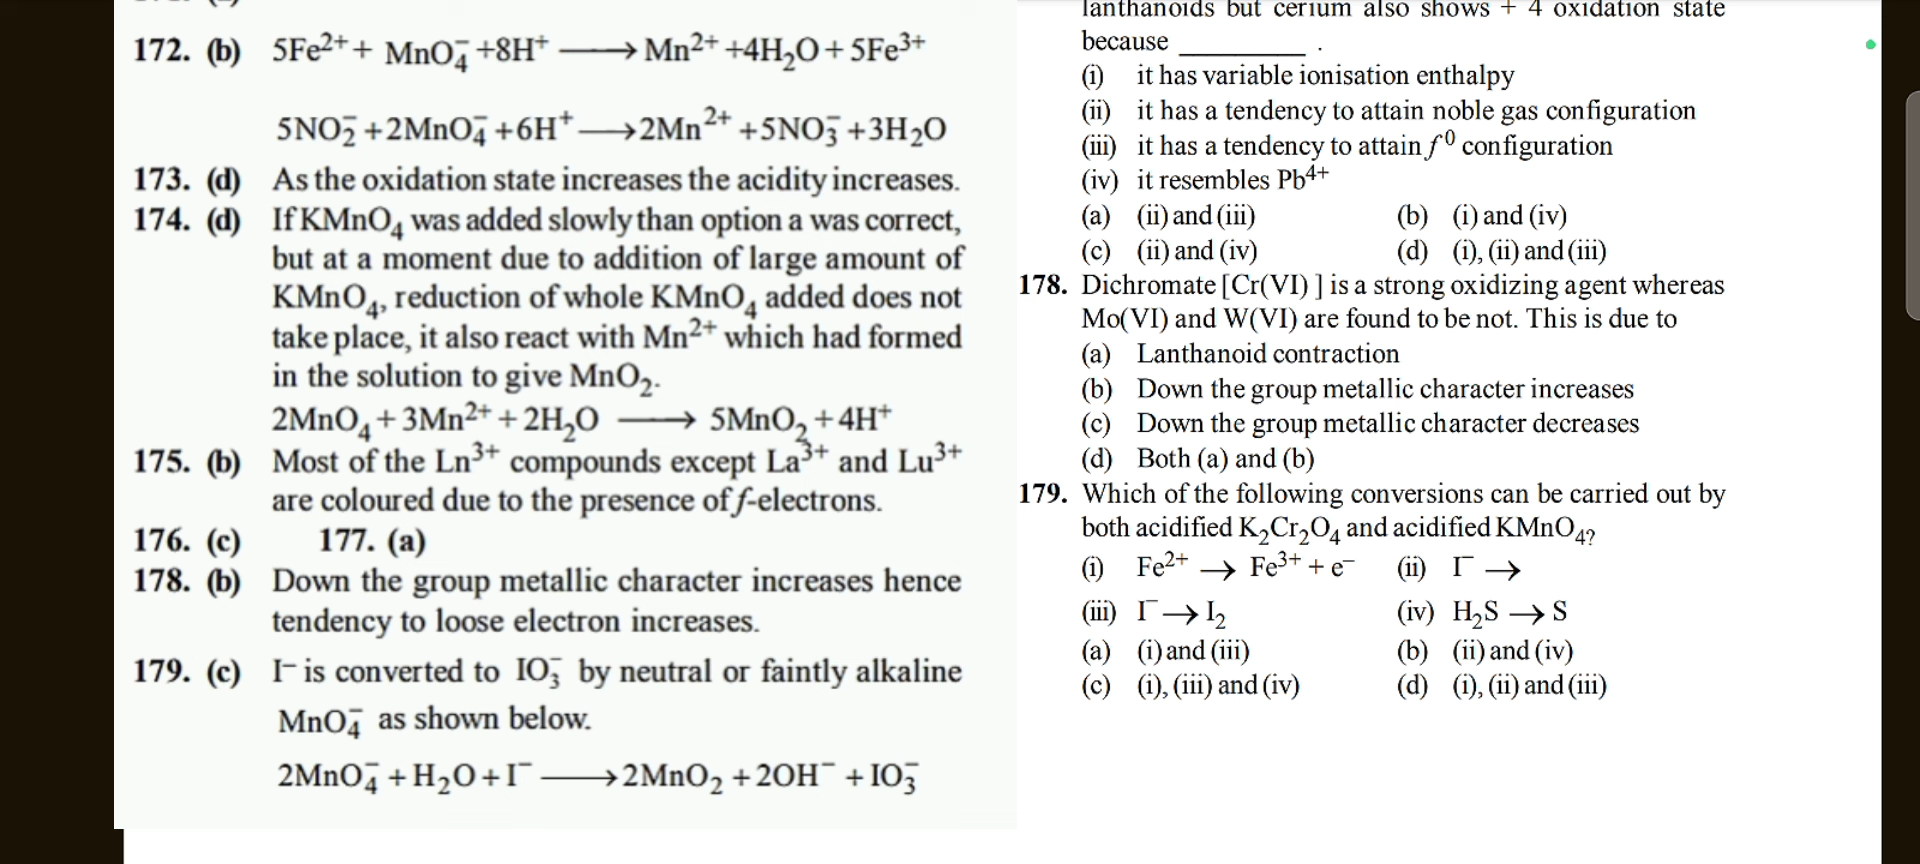 172. (b) 5Fe²⁺ + MnO₄⁻ +8H⁺ ⟶ Mn²⁺ +4H₂O + 5Fe³⁺
5NO₂⁻ +2MnO₄⁻ +6H⁺ ⟶ 2Mn²⁺ +5NO₃⁻ +3H₂O
173. (d) As the oxidation state increases the acidity increases.
174. (d) If KMnO₄ was added slowly than option a was correct,
but at a moment due to addition of large amount of
KMnO₄, reduction of whole KMnO₄ added does not
take place, it also react with Mn²⁺ which had formed
in the solution to give MnO₂.
2MnO₄ + 3Mn²⁺ + 2H₂O ⟶ 5MnO₂ + 4H⁺
175. (b) Most of the Ln³⁺ compounds except La³⁺ and Lu³⁺
are coloured due to the presence of f-electrons.
176. (c) 177. (a)
178. (b) Down the group metallic character increases hence
tendency to loose electron increases.
179. (c) I⁻ is converted to IO₃⁻ by neutral or faintly alkaline
MnO₄⁻ as shown below.
2MnO₄⁻ + H₂O + I⁻ ⟶ 2MnO₂ + 2OH⁻ + IO₃⁻
lanthanoids but cerium also shows + 4 oxidation state
because __________ .
(i) it has variable ionisation enthalpy
(ii) it has a tendency to attain noble gas configuration
(iii) it has a tendency to attain f⁰ configuration
(iv) it resembles Pb⁴⁺
(a) (ii) and (iii) (b) (i) and (iv)
(c) (ii) and (iv) (d) (i), (ii) and (iii)
178. Dichromate [Cr(VI) ] is a strong oxidizing agent whereas
Mo(VI) and W(VI) are found to be not. This is due to
(a) Lanthanoid contraction
(b) Down the group metallic character increases
(c) Down the group metallic character decreases
(d) Both (a) and (b)
179. Which of the following conversions can be carried out by
both acidified K₂Cr₂O₄ and acidified KMnO₄?
(i) Fe²⁺ → Fe³⁺ + e⁻ (ii) I⁻ →
(iii) I⁻ → I₂ (iv) H₂S → S
(a) (i) and (iii) (b) (ii) and (iv)
(c) (i), (iii) and (iv) (d) (i), (ii) and (iii)